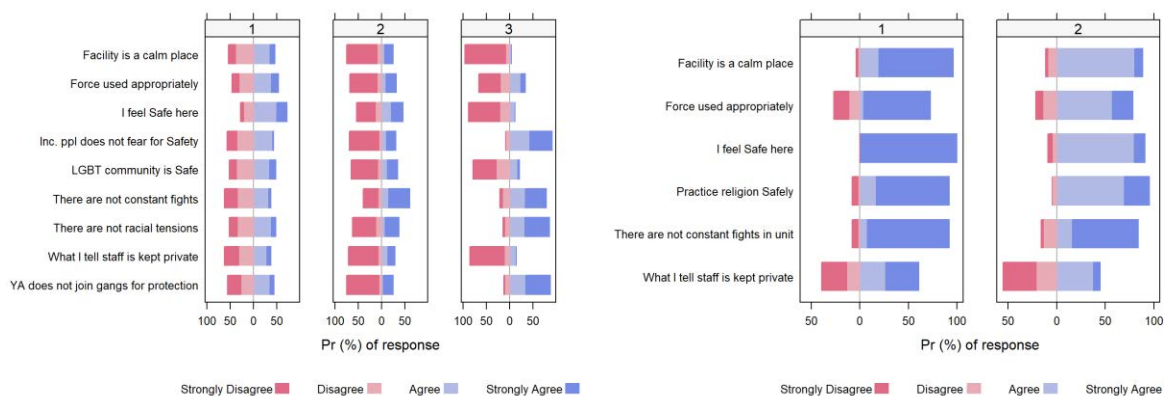 1 2 3
Facility is a calm place
Force used appropriately
I feel Safe here
Inc. ppl does not fear for Safety
LGBT community is Safe
There are not constant fights
There are not racial tensions
What I tell staff is kept private
YA does not join gangs for protection
100 50 0 50 100 50 0 50 100 50 0 50
Pr (%) of response
Strongly Disagree Disagree Agree Strongly Agree
1 2
Facility is a calm place
Force used appropriately
I feel Safe here
Practice religion Safely
There are not constant fights in unit
What I tell staff is kept private
50 0 50 100 50 0 50 100
Pr (%) of response
Strongly Disagree Disagree Agree Strongly Agree